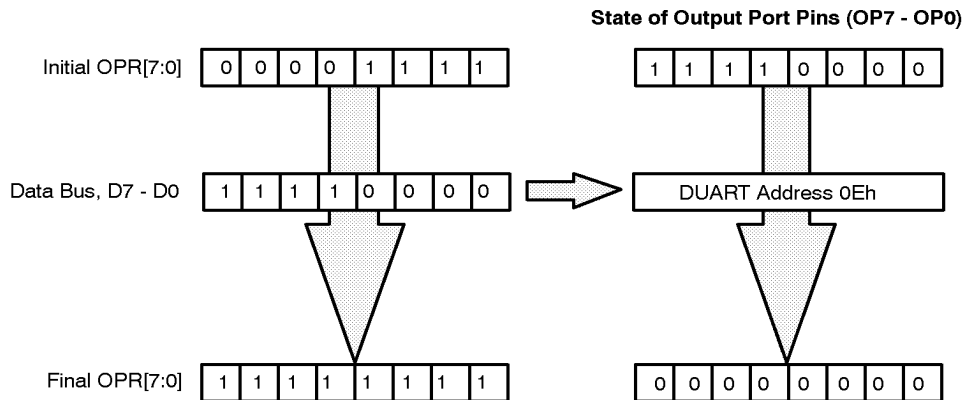 State of Output Port Pins (OP7 - OP0)
Initial OPR[7:0] 0 0 0 0 1 1 1 1 1 1 1 1 0 0 0 0
Data Bus, D7 - D0 1 1 1 1 0 0 0 0 DUART Address 0Eh
Final OPR[7:0] 1 1 1 1 1 1 1 1 0 0 0 0 0 0 0 0